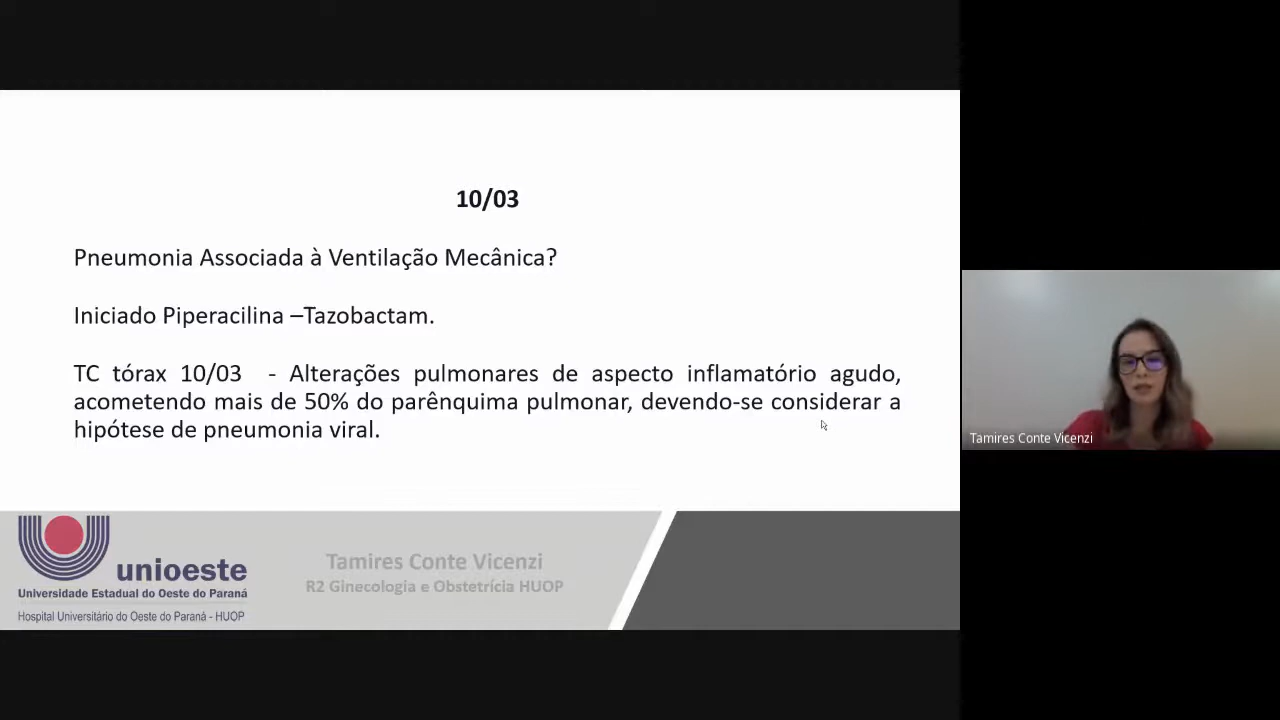 10/03
Pneumonia Associada à Ventilação Mecânica?
Iniciado Piperacilina –Tazobactam.
TC tórax 10/03 - Alterações pulmonares de aspecto inflamatório agudo,
acometendo mais de 50% do parênquima pulmonar, devendo-se considerar a
hipótese de pneumonia viral.
Tamires Conte Vicenzi
unioeste
Universidade Estadual do Oeste do Paraná
Hospital Universitário do Oeste do Paraná - HUOP
Tamires Conte Vicenzi
R2 Ginecologia e Obstetrícia HUOP